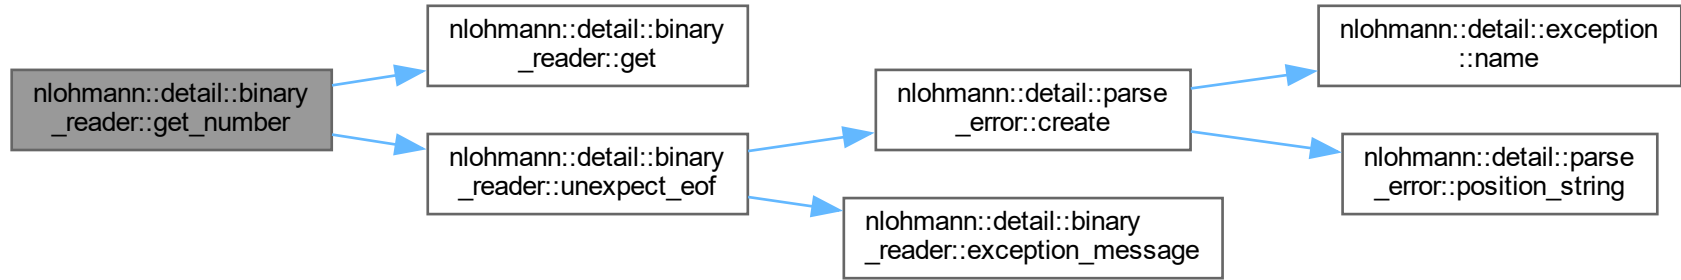 nlohmann::detail::binary
_reader::get_number
nlohmann::detail::binary
_reader::get
nlohmann::detail::binary
_reader::unexpect_eof
nlohmann::detail::parse
_error::create
nlohmann::detail::binary
_reader::exception_message
nlohmann::detail::exception
::name
nlohmann::detail::parse
_error::position_string